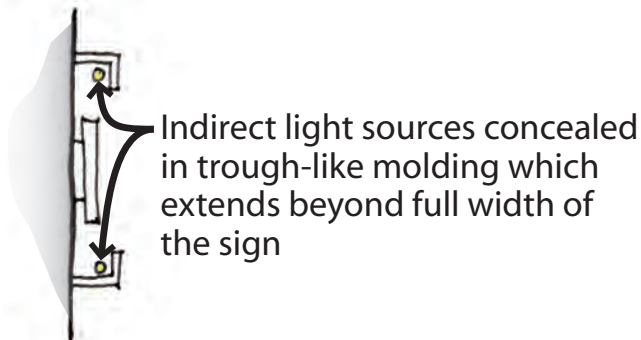 Indirect light sources concealed
in trough-like molding which
extends beyond full width of
the sign